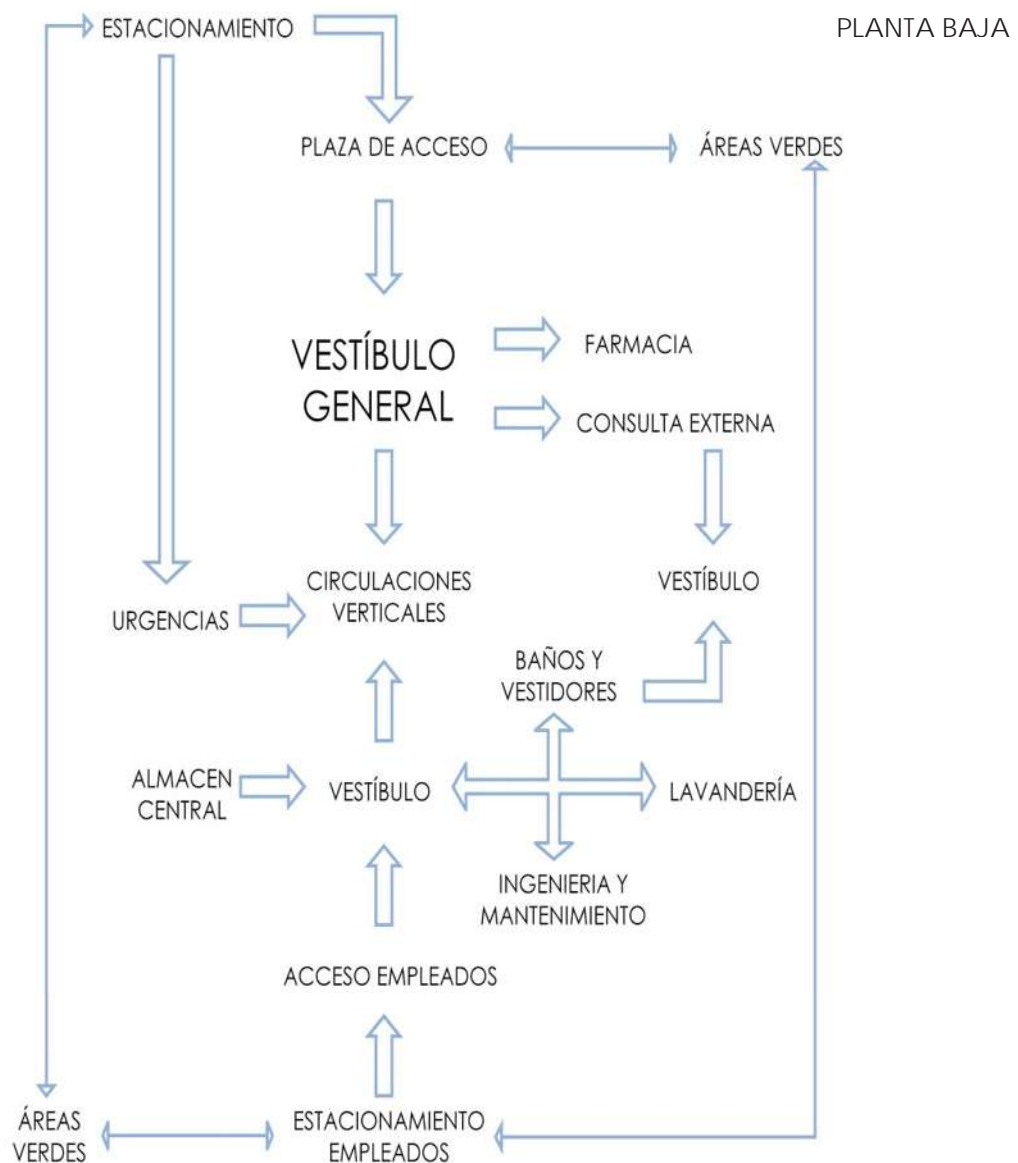 ESTACIONAMIENTO
PLANTA BAJA
PLAZA DE ACCESO
ÁREAS VERDES
VESTÍBULO
GENERAL
FARMACIA
CONSULTA EXTERNA
CIRCULACIONES
VERTICALES
VESTÍBULO
URGENCIAS
BAÑOS Y
VESTIDORES
ALMACEN
CENTRAL
VESTÍBULO
LAVANDERÍA
INGENIERIA Y
MANTENIMIENTO
ACCESO EMPLEADOS
ÁREAS
VERDES
ESTACIONAMIENTO
EMPLEADOS